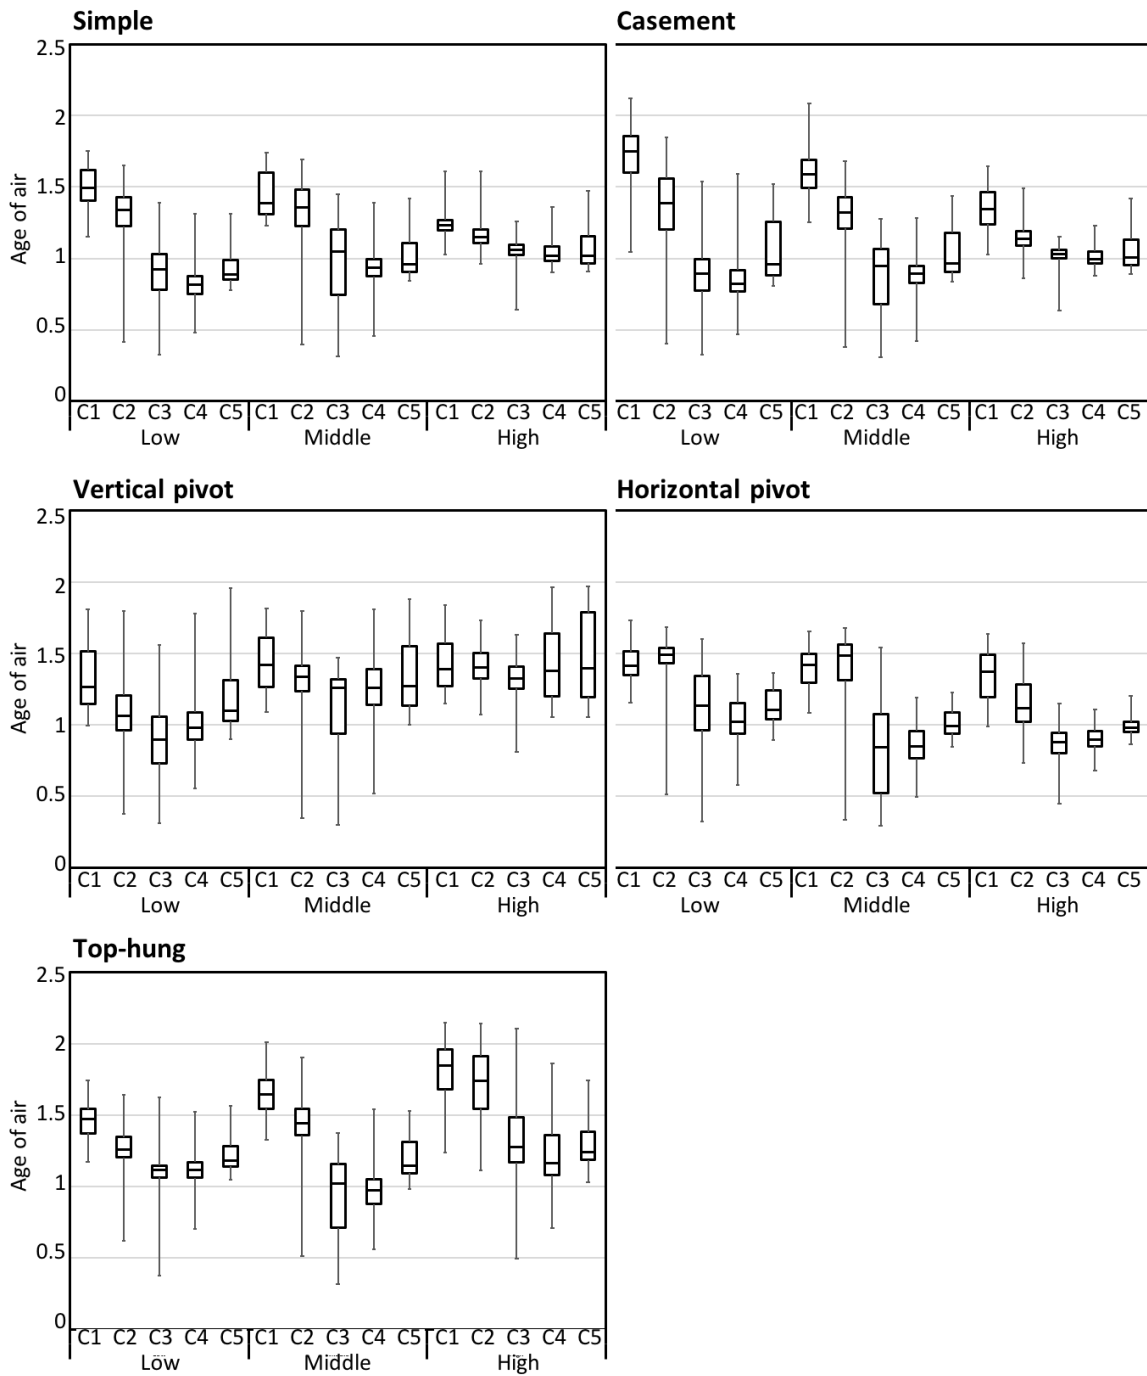 Simple
Casement
2.5
2
1.5
1
0.5
0
Age of air
C1 C2 C3 C4 C5 C1 C2 C3 C4 C5 C1 C2 C3 C4 C5
Low Middle High
C1 C2 C3 C4 C5 C1 C2 C3 C4 C5 C1 C2 C3 C4 C5
Low Middle High
Vertical pivot
Horizontal pivot
2.5
2
1.5
1
0.5
0
Age of air
C1 C2 C3 C4 C5 C1 C2 C3 C4 C5 C1 C2 C3 C4 C5
Low Middle High
C1 C2 C3 C4 C5 C1 C2 C3 C4 C5 C1 C2 C3 C4 C5
Low Middle High
Top-hung
2.5
2
1.5
1
0.5
0
Age of air
C1 C2 C3 C4 C5 C1 C2 C3 C4 C5 C1 C2 C3 C4 C5
Low Middle High